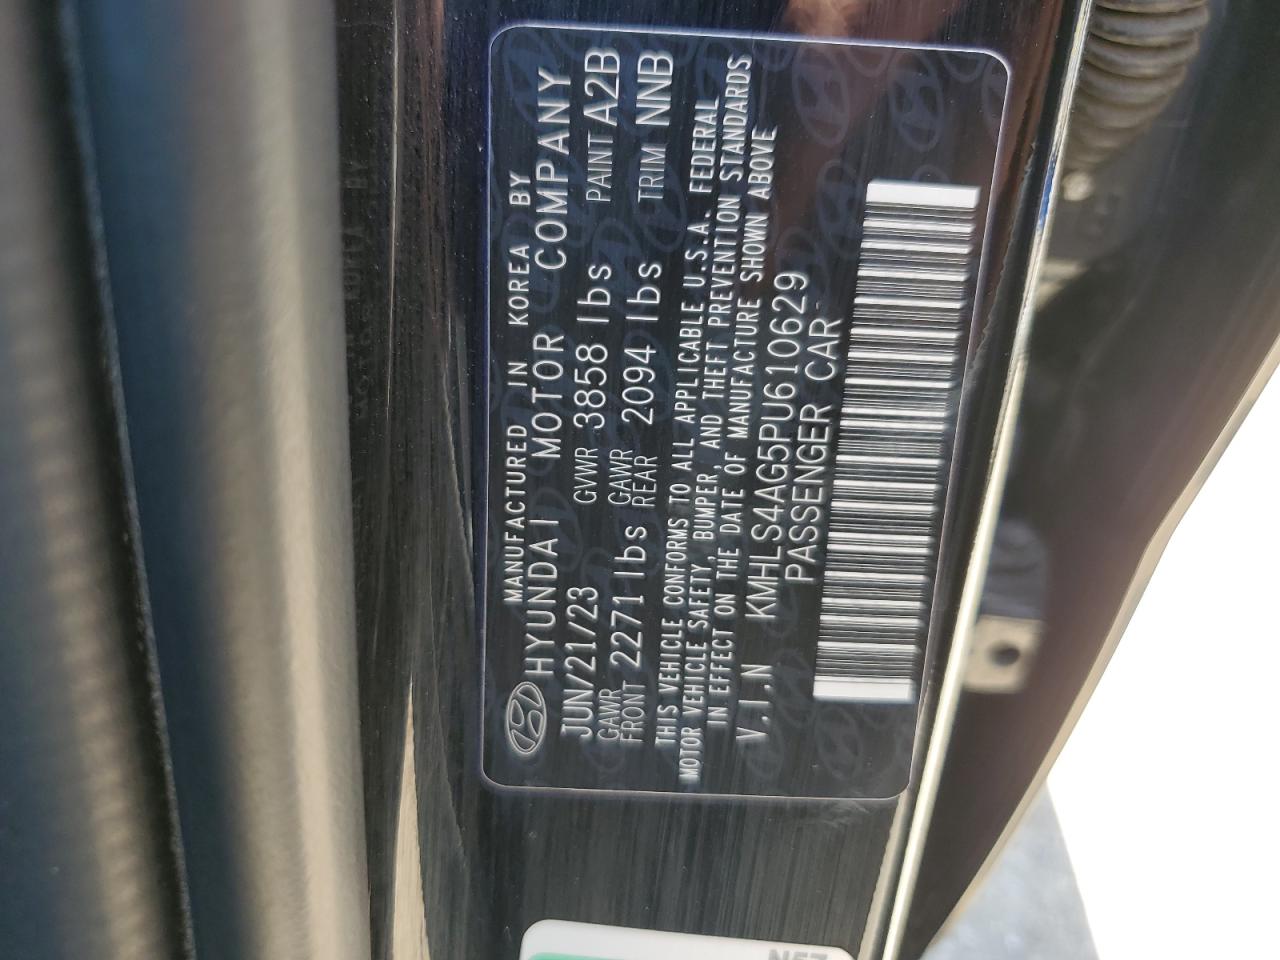 MANUFACTURED IN KOREA BY
HYUNDAI MOTOR COMPANY
JUN/21/23 GVWR 3858 lbs PAINT A2B
GAWR FRONT 2271 lbs GAWR REAR 2094 lbs TRIM NNB
THIS VEHICLE CONFORMS TO ALL APPLICABLE U.S.A. FEDERAL
MOTOR VEHICLE SAFETY, BUMPER, AND THEFT PREVENTION STANDARDS
IN EFFECT ON THE DATE OF MANUFACTURE SHOWN ABOVE
V.I.N KMHLS4AG5PU610629
PASSENGER CAR